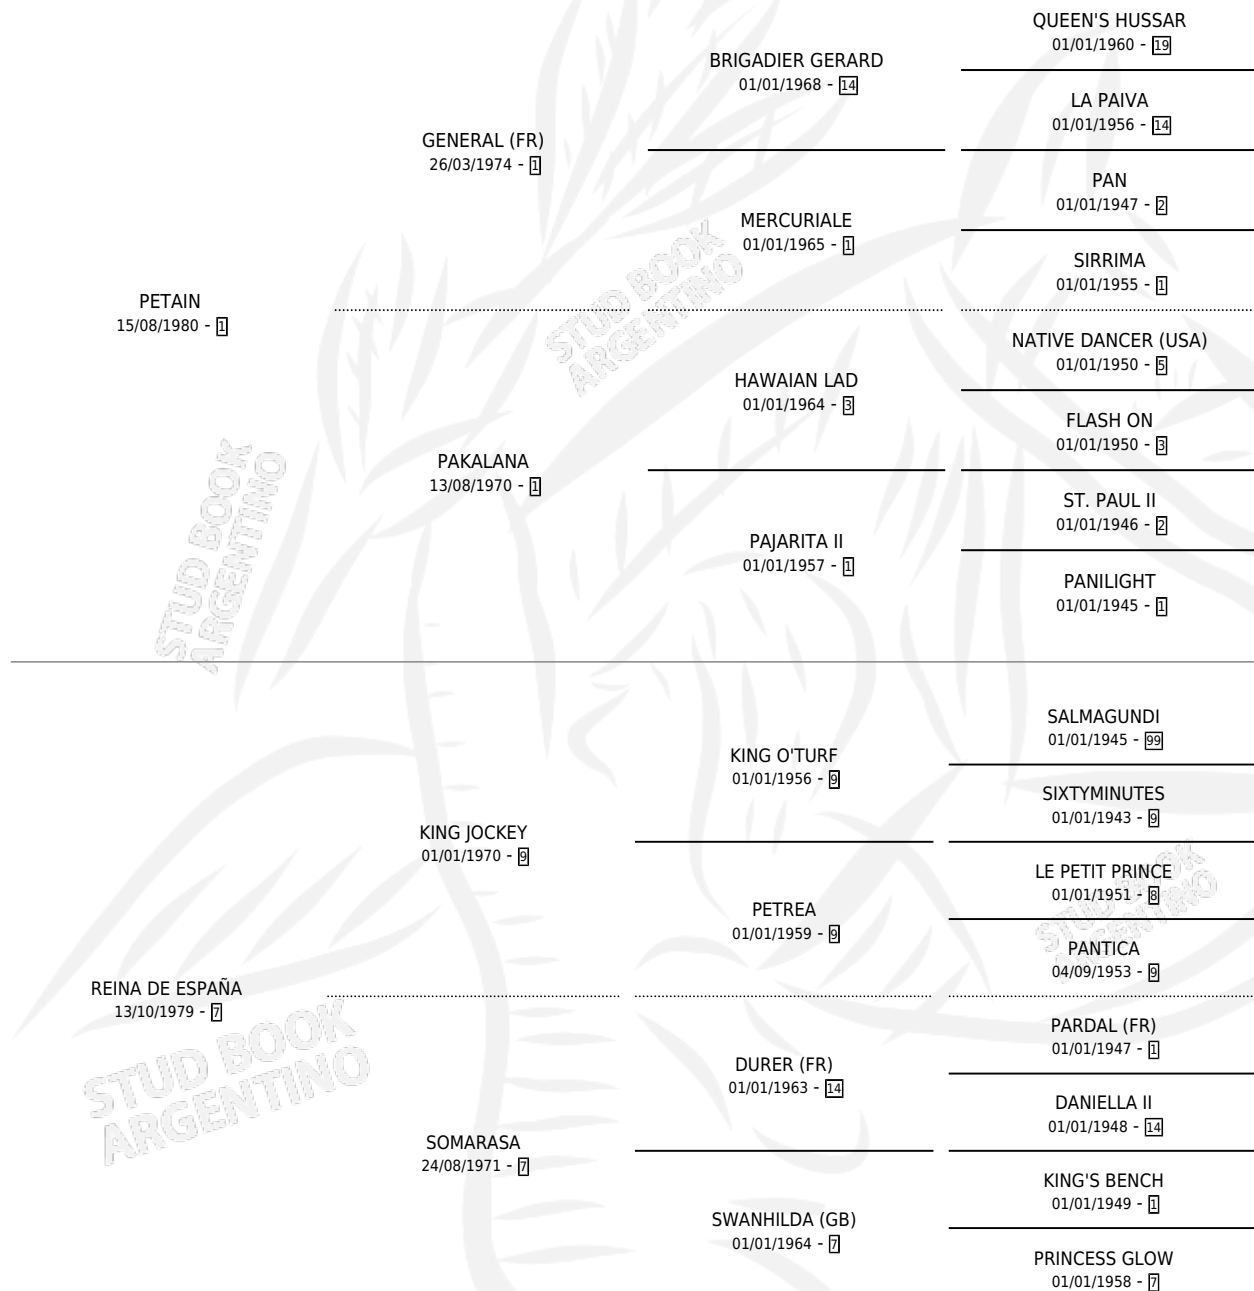 QUEEN'S HUSSAR
01/01/1960 - 19
BRIGADIER GERARD
01/01/1968 - 14
LA PAIVA
01/01/1956 - 14
GENERAL (FR)
26/03/1974 - 1
PAN
01/01/1947 - 2
MERCURIALE
01/01/1965 - 1
SIRRIMA
01/01/1955 - 1
PETAIN
15/08/1980 - 1
NATIVE DANCER (USA)
01/01/1950 - 5
HAWAIAN LAD
01/01/1964 - 3
FLASH ON
01/01/1950 - 3
PAKALANA
13/08/1970 - 1
ST. PAUL II
01/01/1946 - 2
PAJARITA II
01/01/1957 - 1
PANILIGHT
01/01/1945 - 1
SALMAGUNDI
01/01/1945 - 99
KING O'TURF
01/01/1956 - 9
SIXTYMINUTES
01/01/1943 - 9
KING JOCKEY
01/01/1970 - 9
LE PETIT PRINCE
01/01/1951 - 8
PETREA
01/01/1959 - 9
PANTICA
04/09/1953 - 9
REINA DE ESPAÑA
13/10/1979 - 7
PARDAL (FR)
01/01/1947 - 1
DURER (FR)
01/01/1963 - 14
DANIELLA II
01/01/1948 - 14
SOMARASA
24/08/1971 - 7
KING'S BENCH
01/01/1949 - 1
SWANHILDA (GB)
01/01/1964 - 7
PRINCESS GLOW
01/01/1958 - 7
STUD BOOK
ARGENTINO
STUD BOOK
ARGENTINO
STUD BOOK
ARGENTINO
STUD BOOK
ARGENTINO